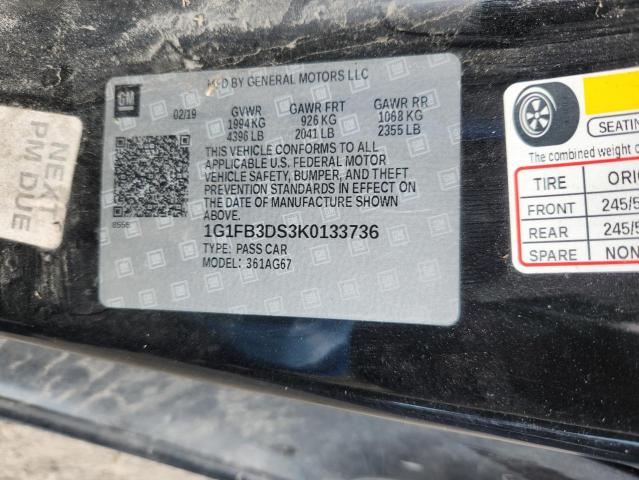 MFD BY GENERAL MOTORS LLC
GM
02/19
GVWR GAWR FRT GAWR RR
1994 KG 926 KG 1068 KG
4396 LB 2041 LB 2355 LB
THIS VEHICLE CONFORMS TO ALL
APPLICABLE U.S. FEDERAL MOTOR
VEHICLE SAFETY, BUMPER, AND THEFT
PREVENTION STANDARDS IN EFFECT ON
THE DATE OF MANUFACTURE SHOWN
ABOVE.
8556
1G1FB3DS3K0133736
TYPE: PASS CAR
MODEL: 361AG67
NEXT
PM DUE
SEATIN
The combined weight o
TIRE ORIG
FRONT 245/5
REAR 245/5
SPARE NON